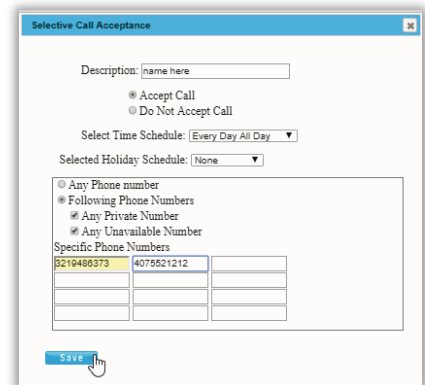 Selective Call Acceptance
Description: name here
Accept Call
Do Not Accept Call
Select Time Schedule: Every Day All Day
Selected Holiday Schedule: None
Any Phone number
Following Phone Numbers
Any Private Number
Any Unavailable Number
Specific Phone Numbers
3219486373 4075521212
Save